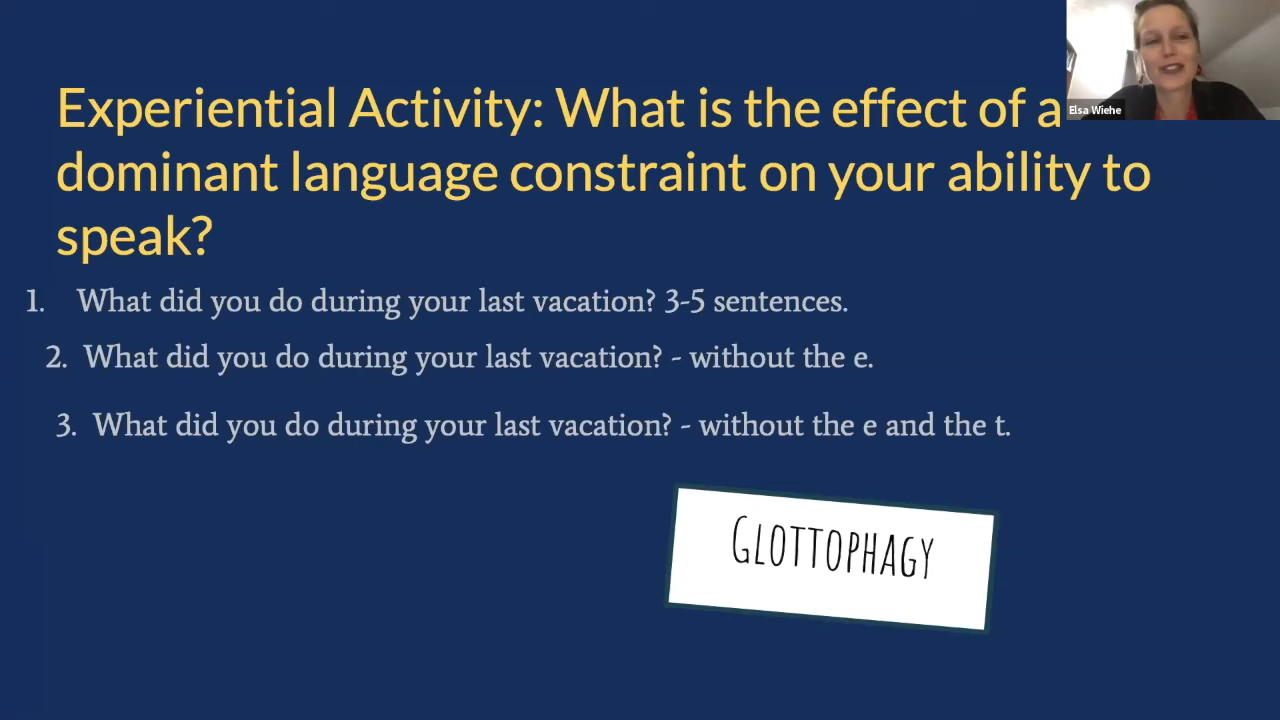 Experiential Activity: What is the effect of a
Elsa Wiehe
dominant language constraint on your ability to
speak?
1. What did you do during your last vacation? 3-5 sentences.
2. What did you do during your last vacation? - without the e.
3. What did you do during your last vacation? - without the e and the t.
GLOTTOPHAGY